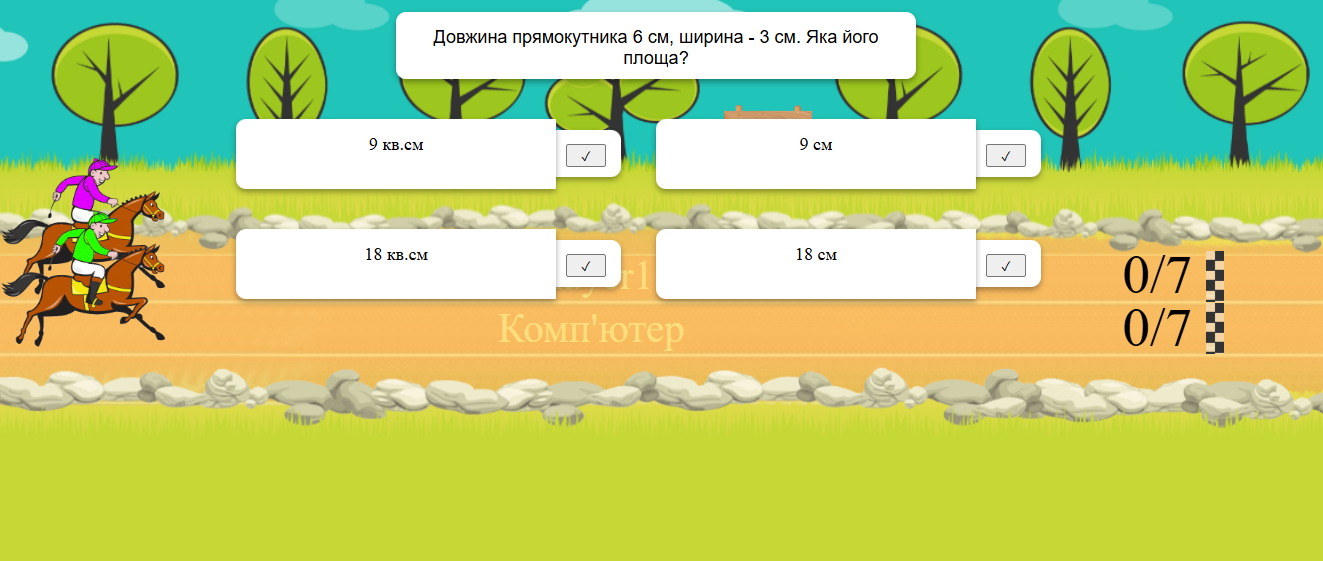 Довжина прямокутника 6 см, ширина - 3 см. Яка його
площа?
9 кв.см
✓
9 см
✓
18 кв.см
✓
18 см
✓
0/7
Комп'ютер
0/7